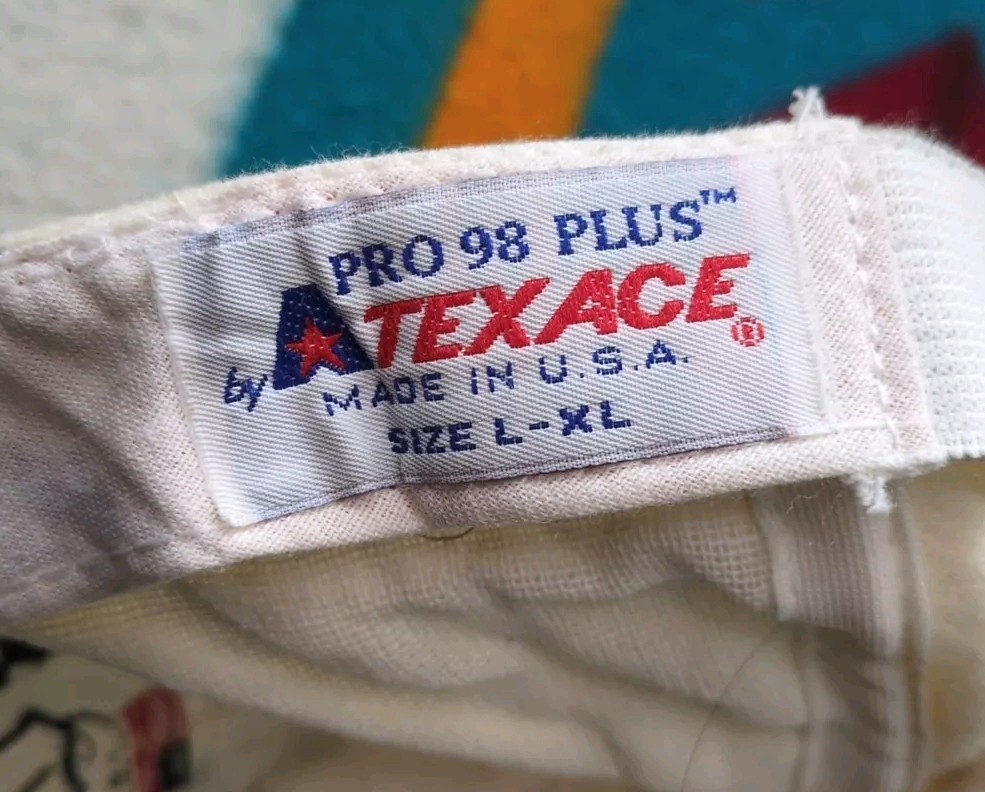 PRO 98 PLUS™
by A TEXACE®
MADE IN U.S.A.
SIZE L-XL